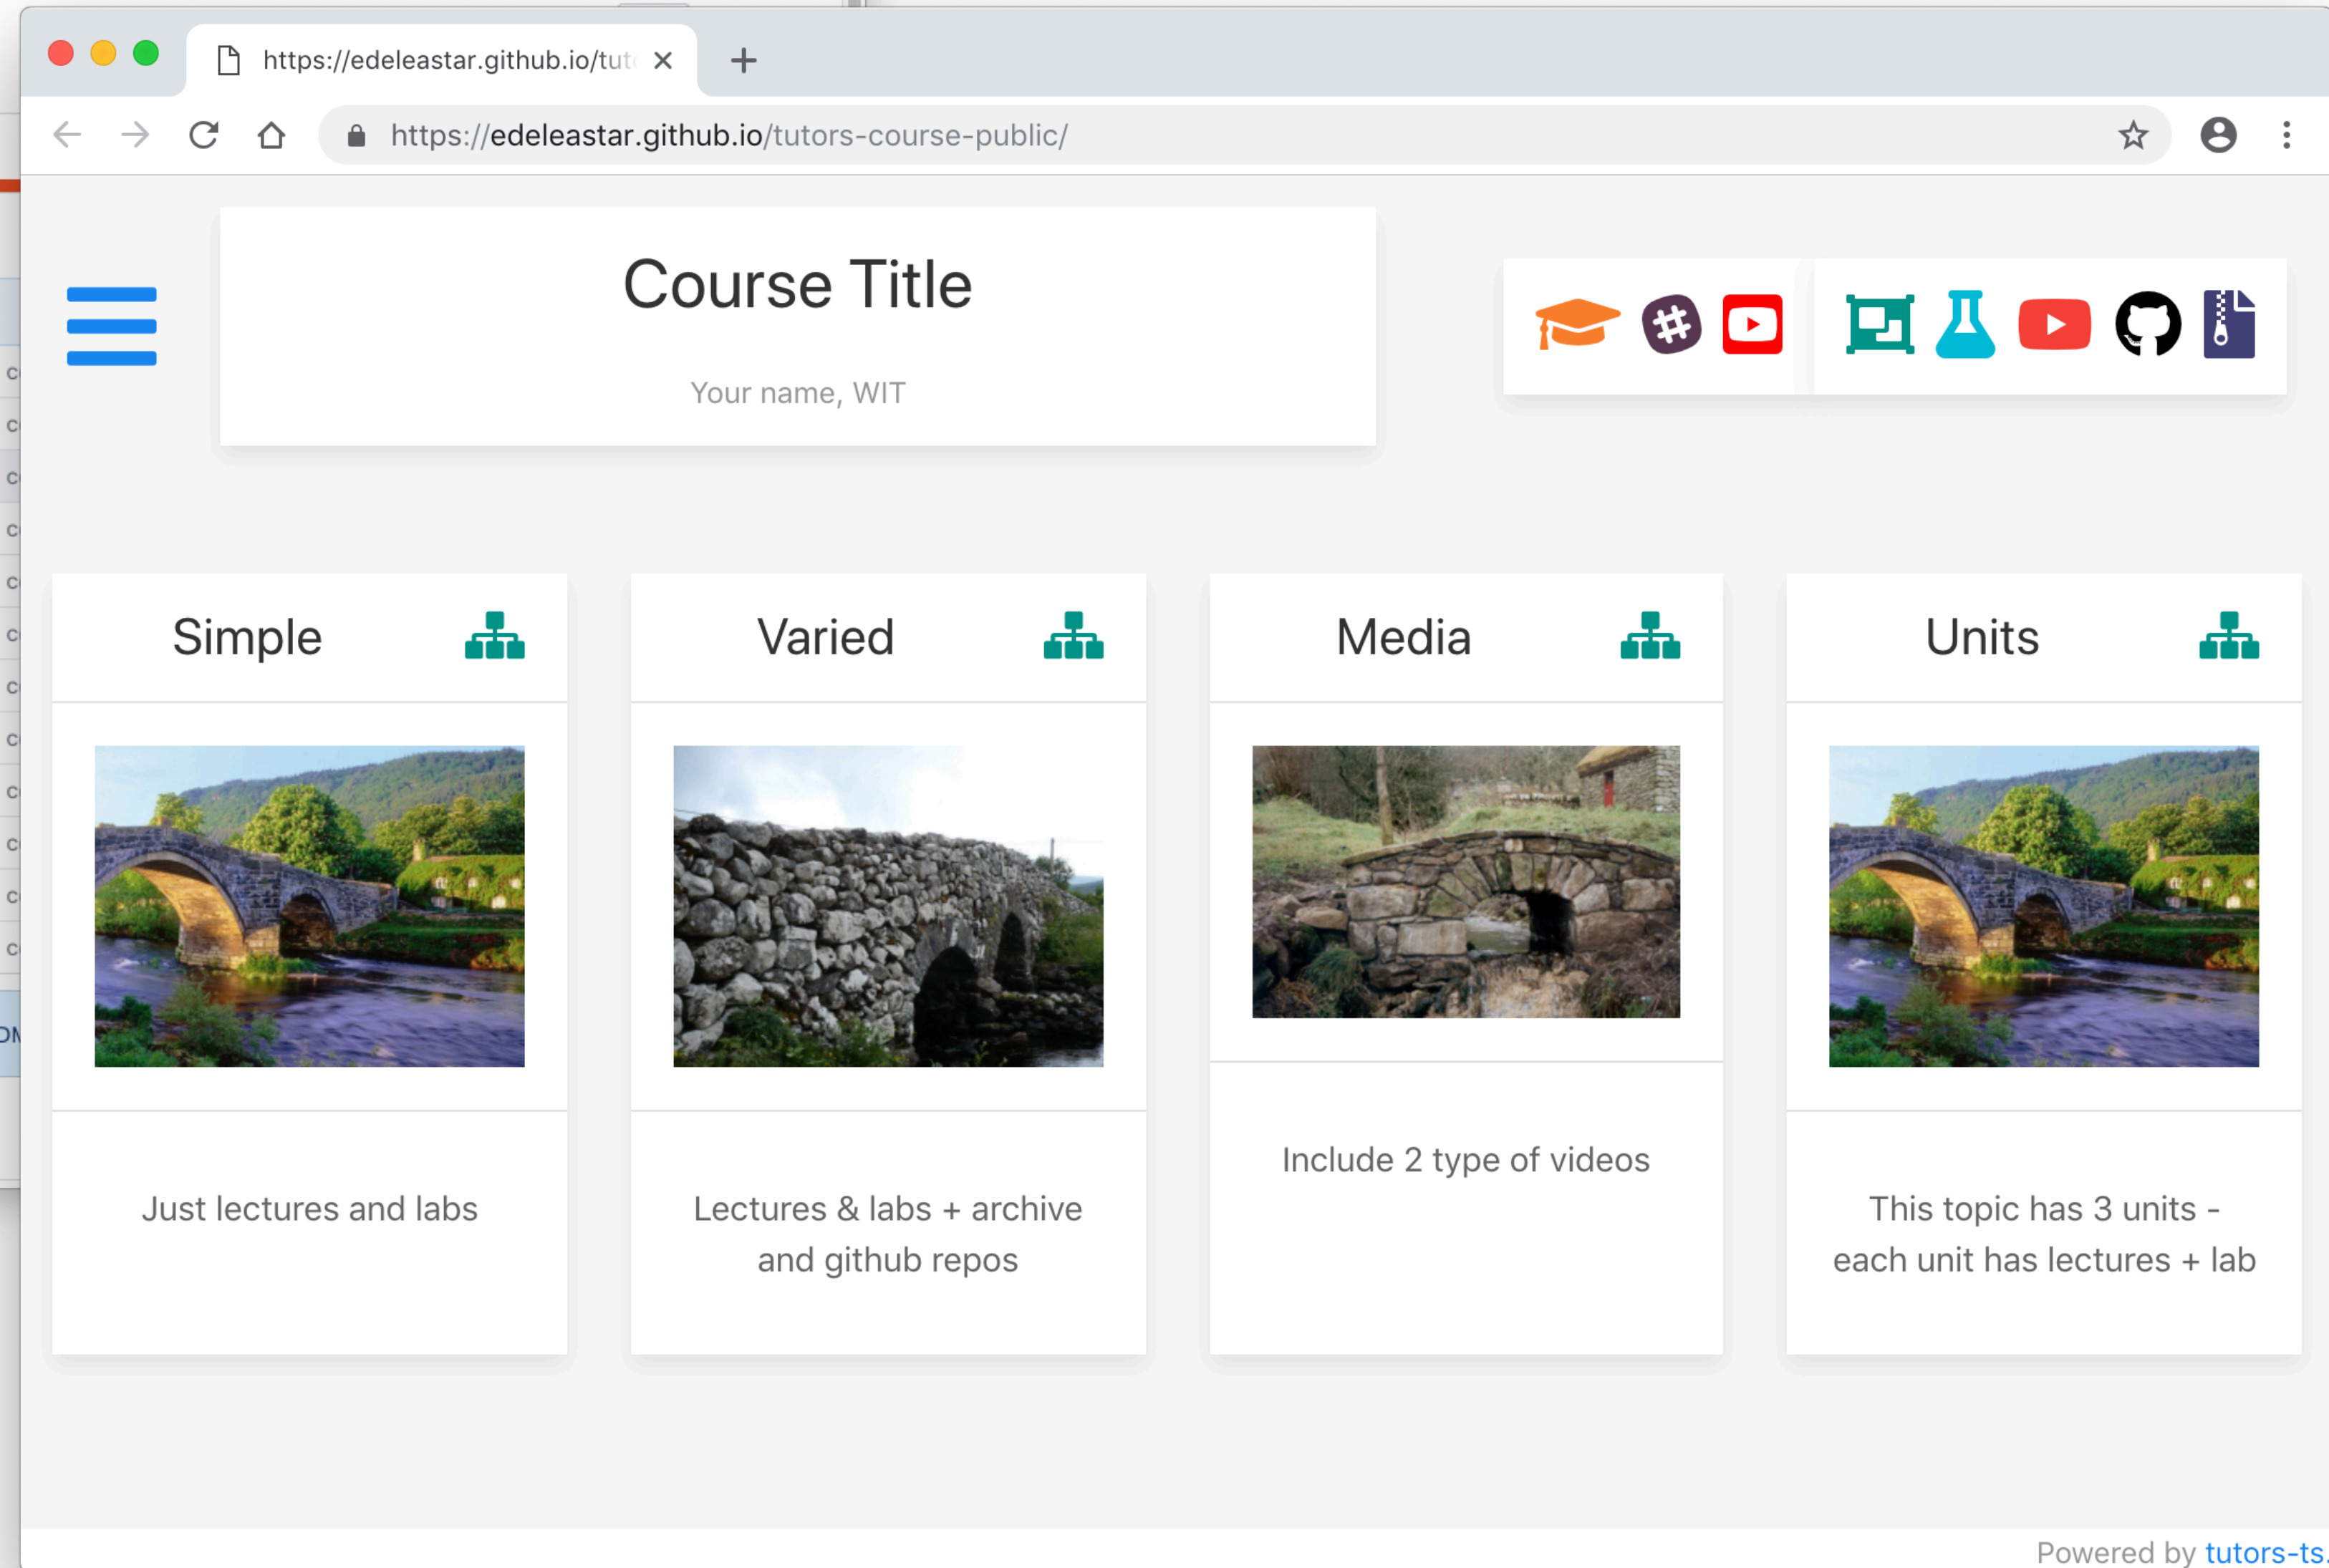 https://edeleastar.github.io/tut
https://edeleastar.github.io/tutors-course-public/
Course Title
Your name, WIT
Simple
Varied
Media
Units
Just lectures and labs
Lectures & labs + archive
and github repos
Include 2 type of videos
This topic has 3 units -
each unit has lectures + lab
Powered by tutors-ts.